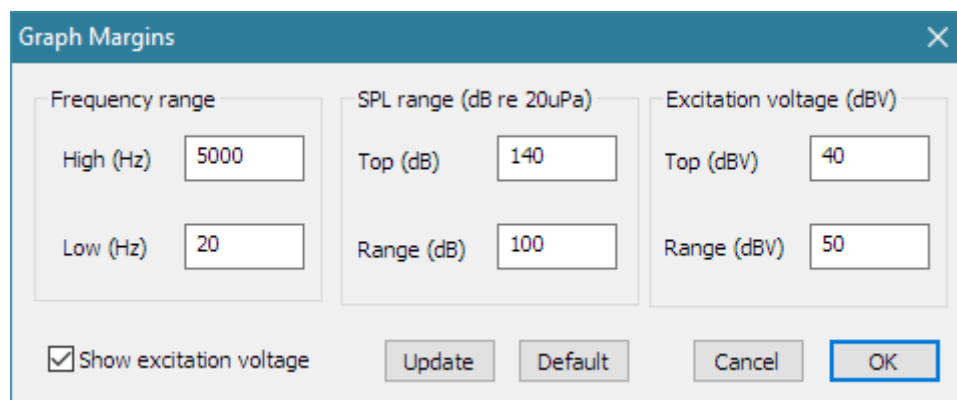 Graph Margins
Frequency range
SPL range (dB re 20uPa)
Excitation voltage (dBV)
High (Hz) 5000
Top (dB) 140
Top (dBV) 40
Low (Hz) 20
Range (dB) 100
Range (dBV) 50
Show excitation voltage
Update
Default
Cancel
OK